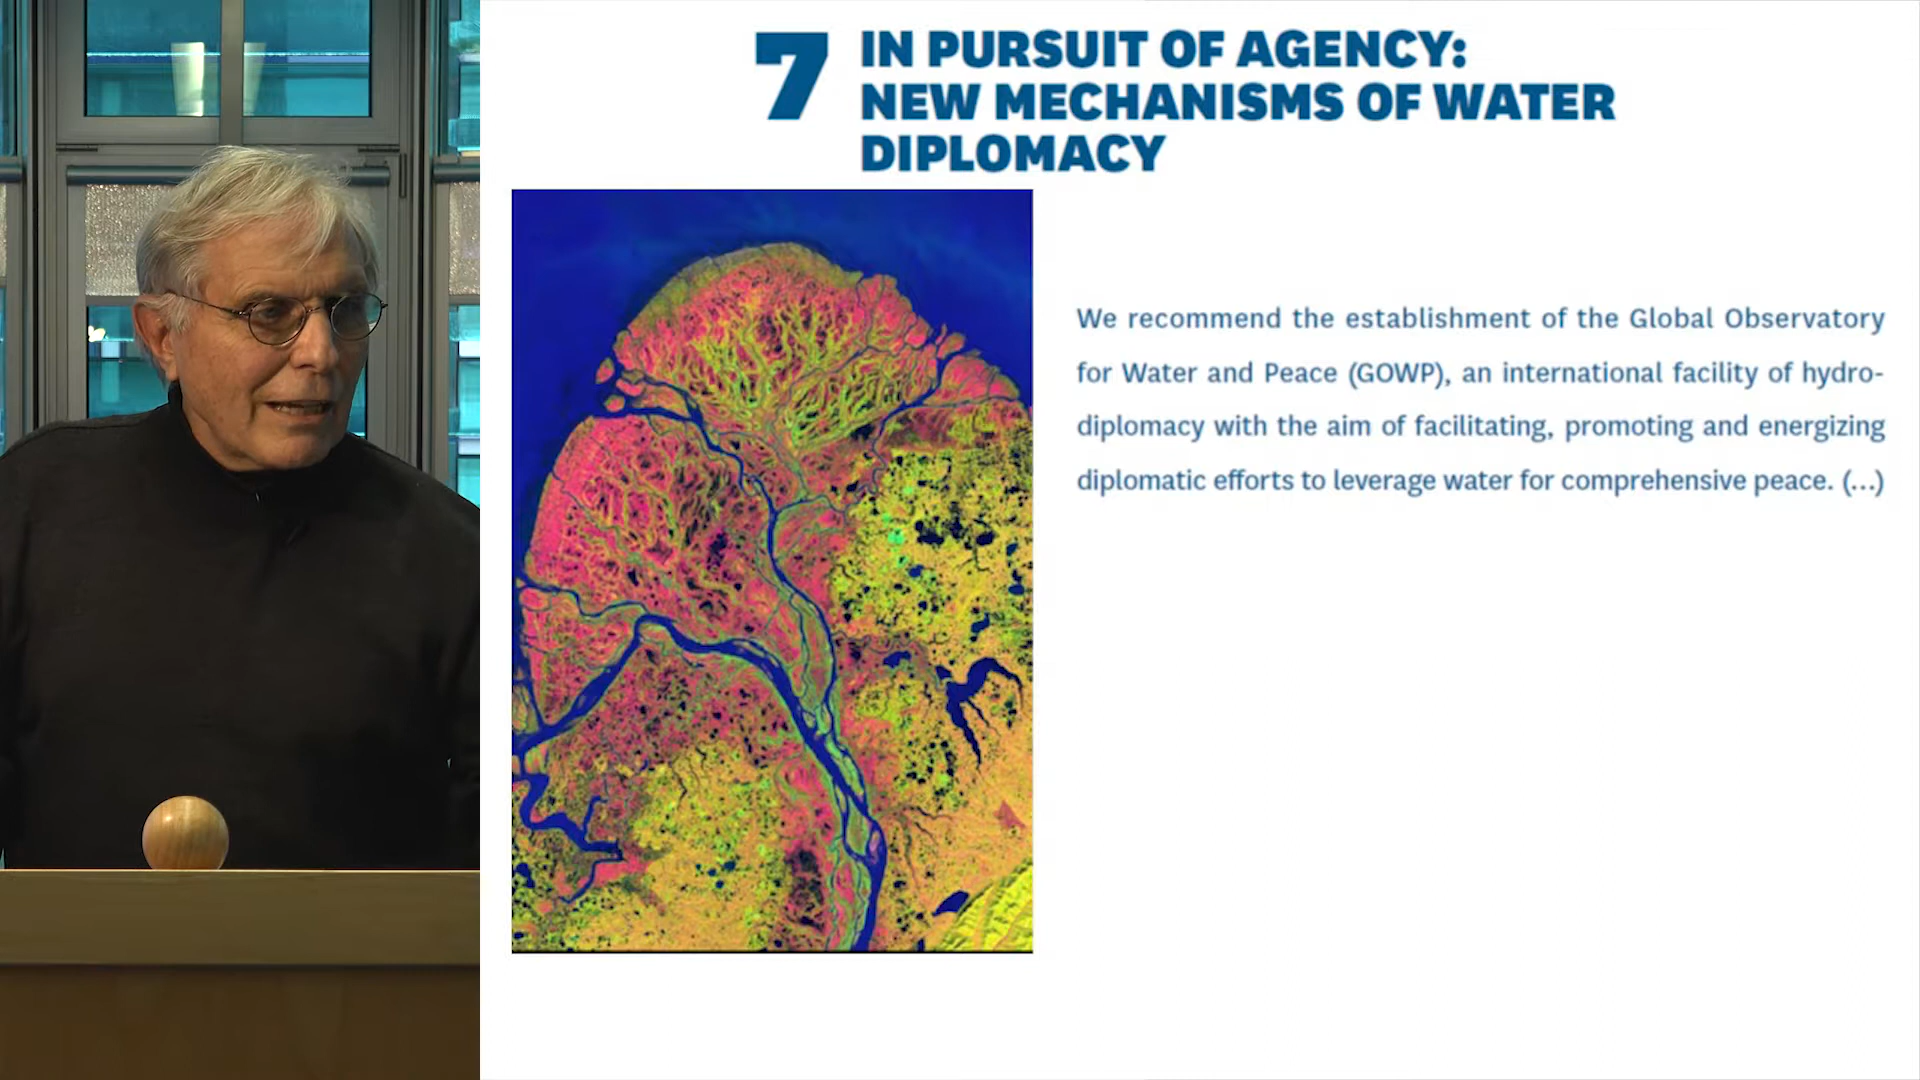 7 IN PURSUIT OF AGENCY:
NEW MECHANISMS OF WATER
DIPLOMACY
We recommend the establishment of the Global Observatory
for Water and Peace (GOWP), an international facility of hydro-
diplomacy with the aim of facilitating, promoting and energizing
diplomatic efforts to leverage water for comprehensive peace. (...)